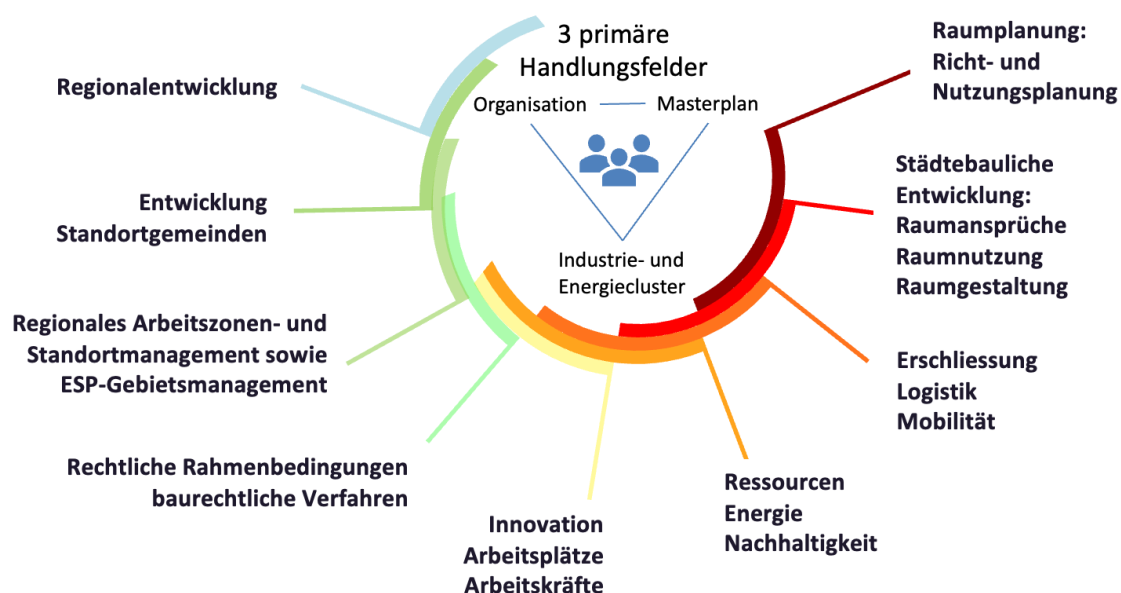 3 primäre
Handlungsfelder
Organisation
Masterplan
Industrie- und
Energiecluster
Regionalentwicklung
Entwicklung
Standortgemeinden
Regionales Arbeitszonen- und
Standortmanagement sowie
ESP-Gebietsmanagement
Rechtliche Rahmenbedingungen
baurechtliche Verfahren
Innovation
Arbeitsplätze
Arbeitskräfte
Ressourcen
Energie
Nachhaltigkeit
Erschliessung
Logistik
Mobilität
Städtebauliche
Entwicklung:
Raumansprüche
Raumnutzung
Raumgestaltung
Raumplanung:
Richt- und
Nutzungsplanung